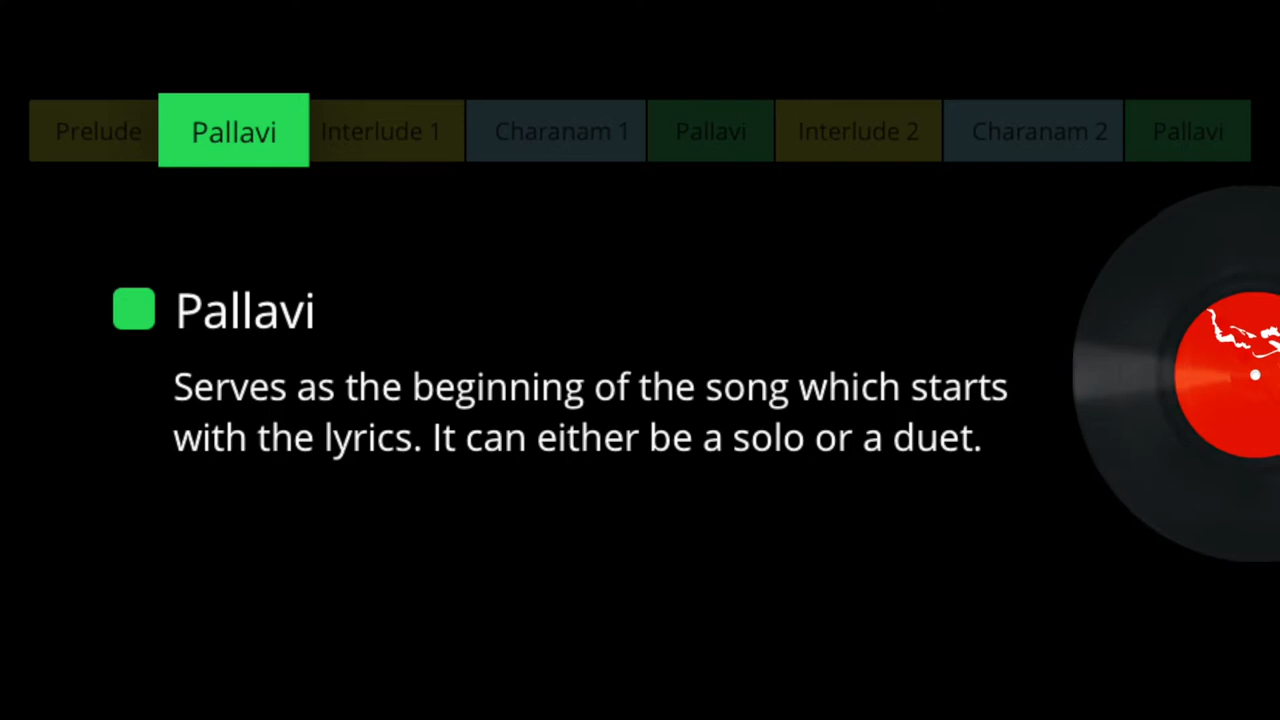 Prelude Pallavi Interlude 1 Charanam 1 Pallavi Interlude 2 Charanam 2 Pallavi
Pallavi
Serves as the beginning of the song which starts
with the lyrics. It can either be a solo or a duet.